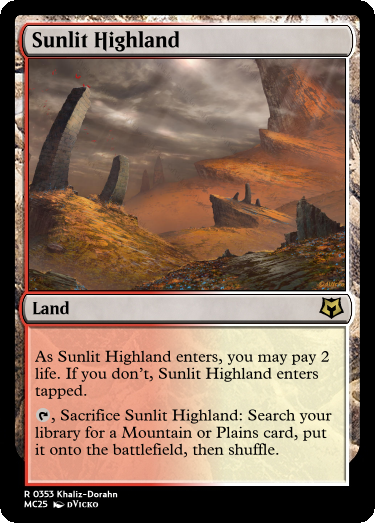 Sunlit Highland
Land
As Sunlit Highland enters, you may pay 2
life. If you don't, Sunlit Highland enters
tapped.
, Sacrifice Sunlit Highland: Search your
library for a Mountain or Plains card, put
it onto the battlefield, then shuffle.
R 0353 Khaliz-Dorahn
MC25 DVICKO